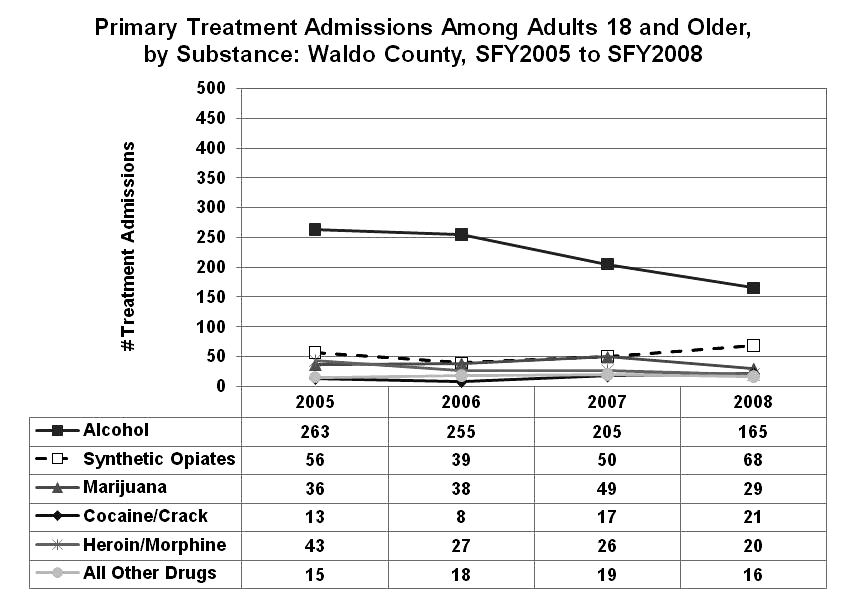 Primary Treatment Admissions Among Adults 18 and Older,
by Substance: Waldo County, SFY2005 to SFY2008
#Treatment Admissions
500
450
400
350
300
250
200
150
100
50
0
2005 2006 2007 2008
Alcohol 263 255 205 165
Synthetic Opiates 56 39 50 68
Marijuana 36 38 49 29
Cocaine/Crack 13 8 17 21
Heroin/Morphine 43 27 26 20
All Other Drugs 15 18 19 16